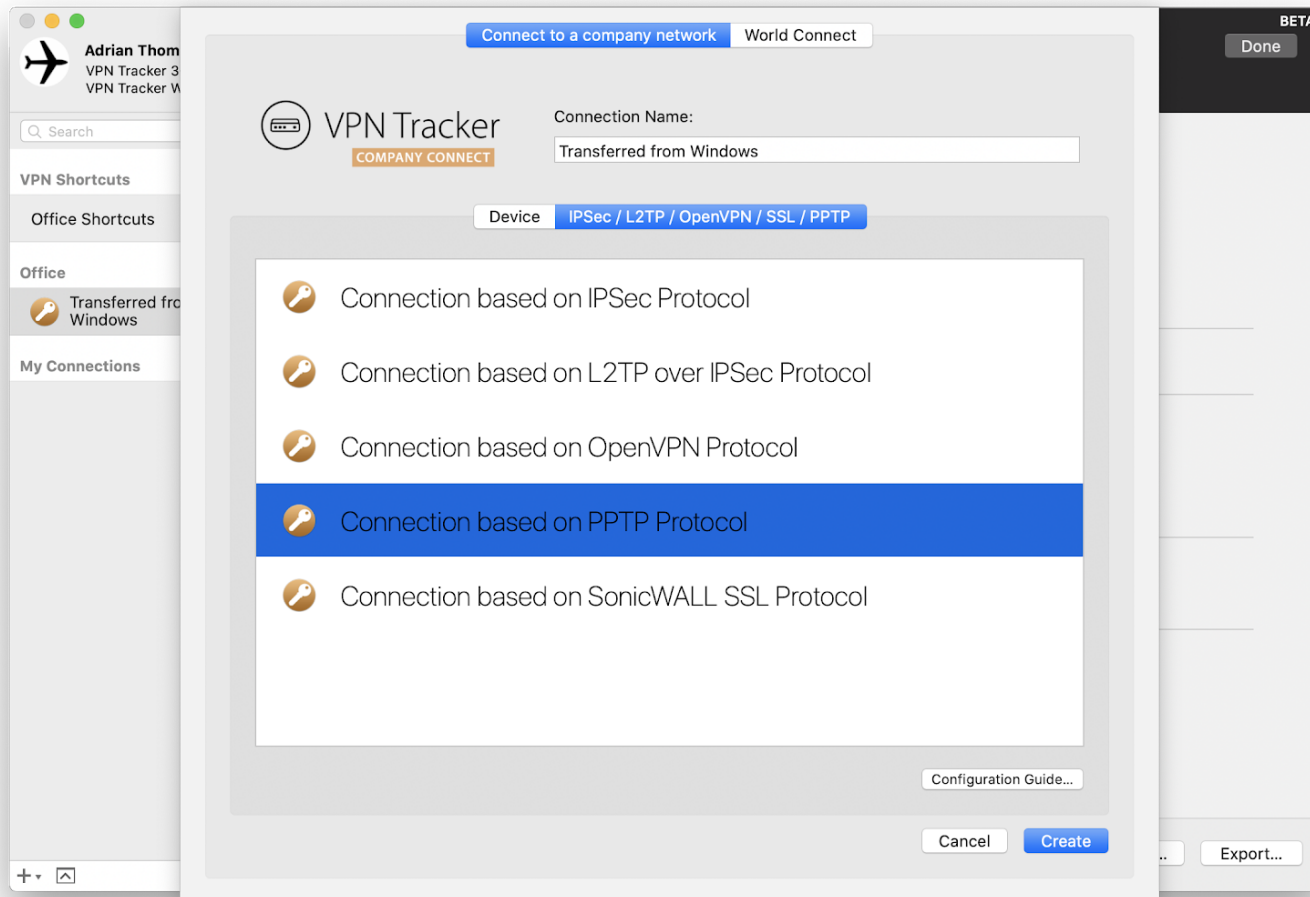 Adrian Thom
VPN Tracker 3
VPN Tracker W
Search
VPN Shortcuts
Office Shortcuts
Office
Transferred fro
Windows
My Connections
Connect to a company network
World Connect
VPN Tracker
COMPANY CONNECT
Connection Name:
Transferred from Windows
Device
IPSec / L2TP / OpenVPN / SSL / PPTP
Connection based on IPSec Protocol
Connection based on L2TP over IPSec Protocol
Connection based on OpenVPN Protocol
Connection based on PPTP Protocol
Connection based on SonicWALL SSL Protocol
Configuration Guide...
Cancel
Create
BETA
Done
...
Export...